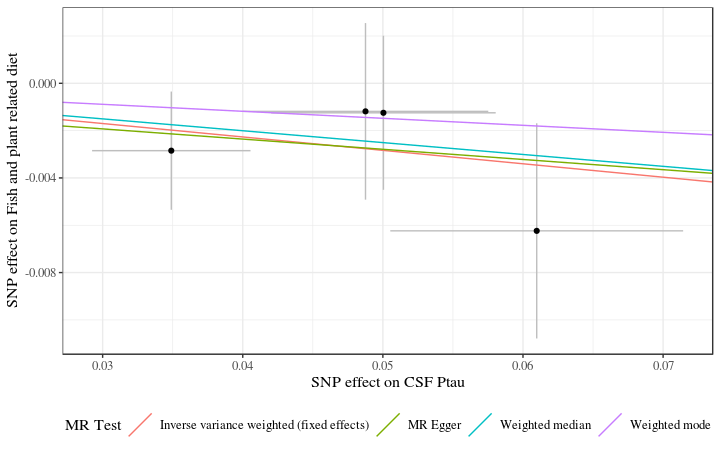 SNP effect on Fish and plant related diet
0.000
-0.004
-0.008
0.03 0.04 0.05 0.06 0.07
SNP effect on CSF Ptau
MR Test Inverse variance weighted (fixed effects) MR Egger Weighted median Weighted mode